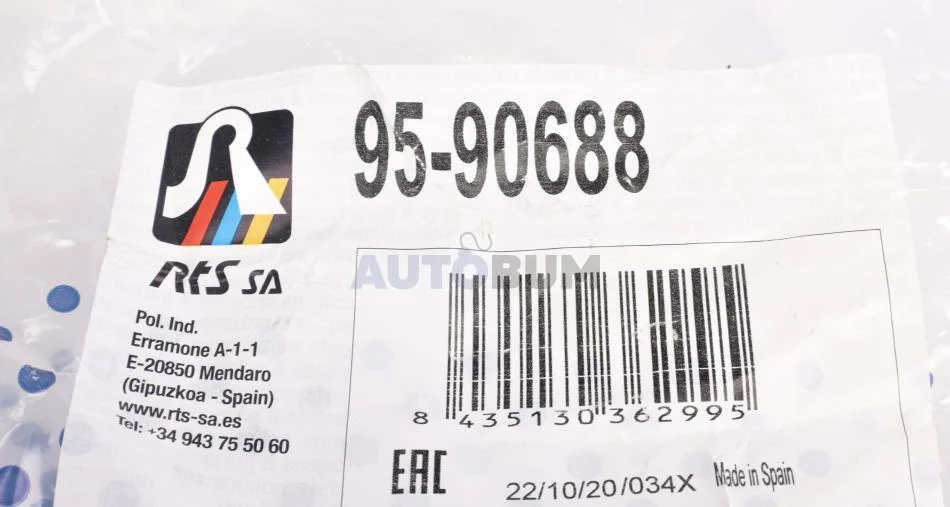 95-90688
RTS SA
AUTOBUM
Pol. Ind.
Erramone A-1-1
E-20850 Mendaro
(Gipuzkoa - Spain)
www.rts-sa.es
Tel: +34 943 75 50 60
8 435130 362995
EAC
22/10/20/034X Made in Spain